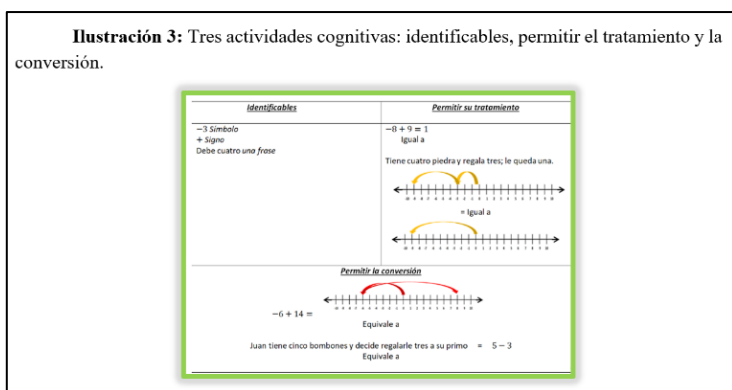 Ilustración 3: Tres actividades cognitivas: identificables, permitir el tratamiento y la
conversión.
Identificables
Permitir su tratamiento
−3 Símbolo
+ Signo
Debe cuatro una frase
−8 + 9 = 1
Igual a
Tiene cuatro piedra y regala tres; le queda una.
= Igual a
Permitir la conversión
−6 + 14 =
Equivale a
Juan tiene cinco bombones y decide regalarle tres a su primo = 5 − 3
Equivale a